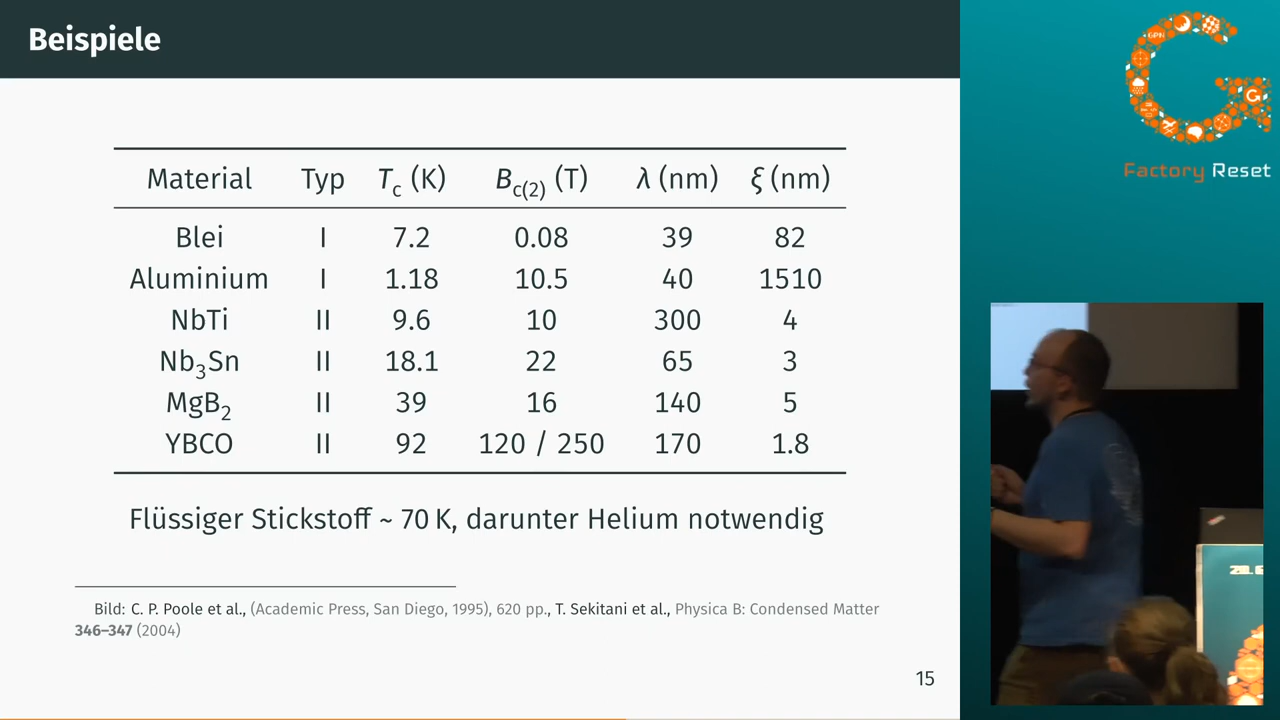 Beispiele
Material Typ Tc (K) Bc(2) (T) λ (nm) ξ (nm)
Blei I 7.2 0.08 39 82
Aluminium I 1.18 10.5 40 1510
NbTi II 9.6 10 300 4
Nb3Sn II 18.1 22 65 3
MgB2 II 39 16 140 5
YBCO II 92 120 / 250 170 1.8
Flüssiger Stickstoff ~ 70 K, darunter Helium notwendig
Bild: C. P. Poole et al., (Academic Press, San Diego, 1995), 620 pp., T. Sekitani et al., Physica B: Condensed Matter
346–347 (2004)
15
GPN
Factory Reset